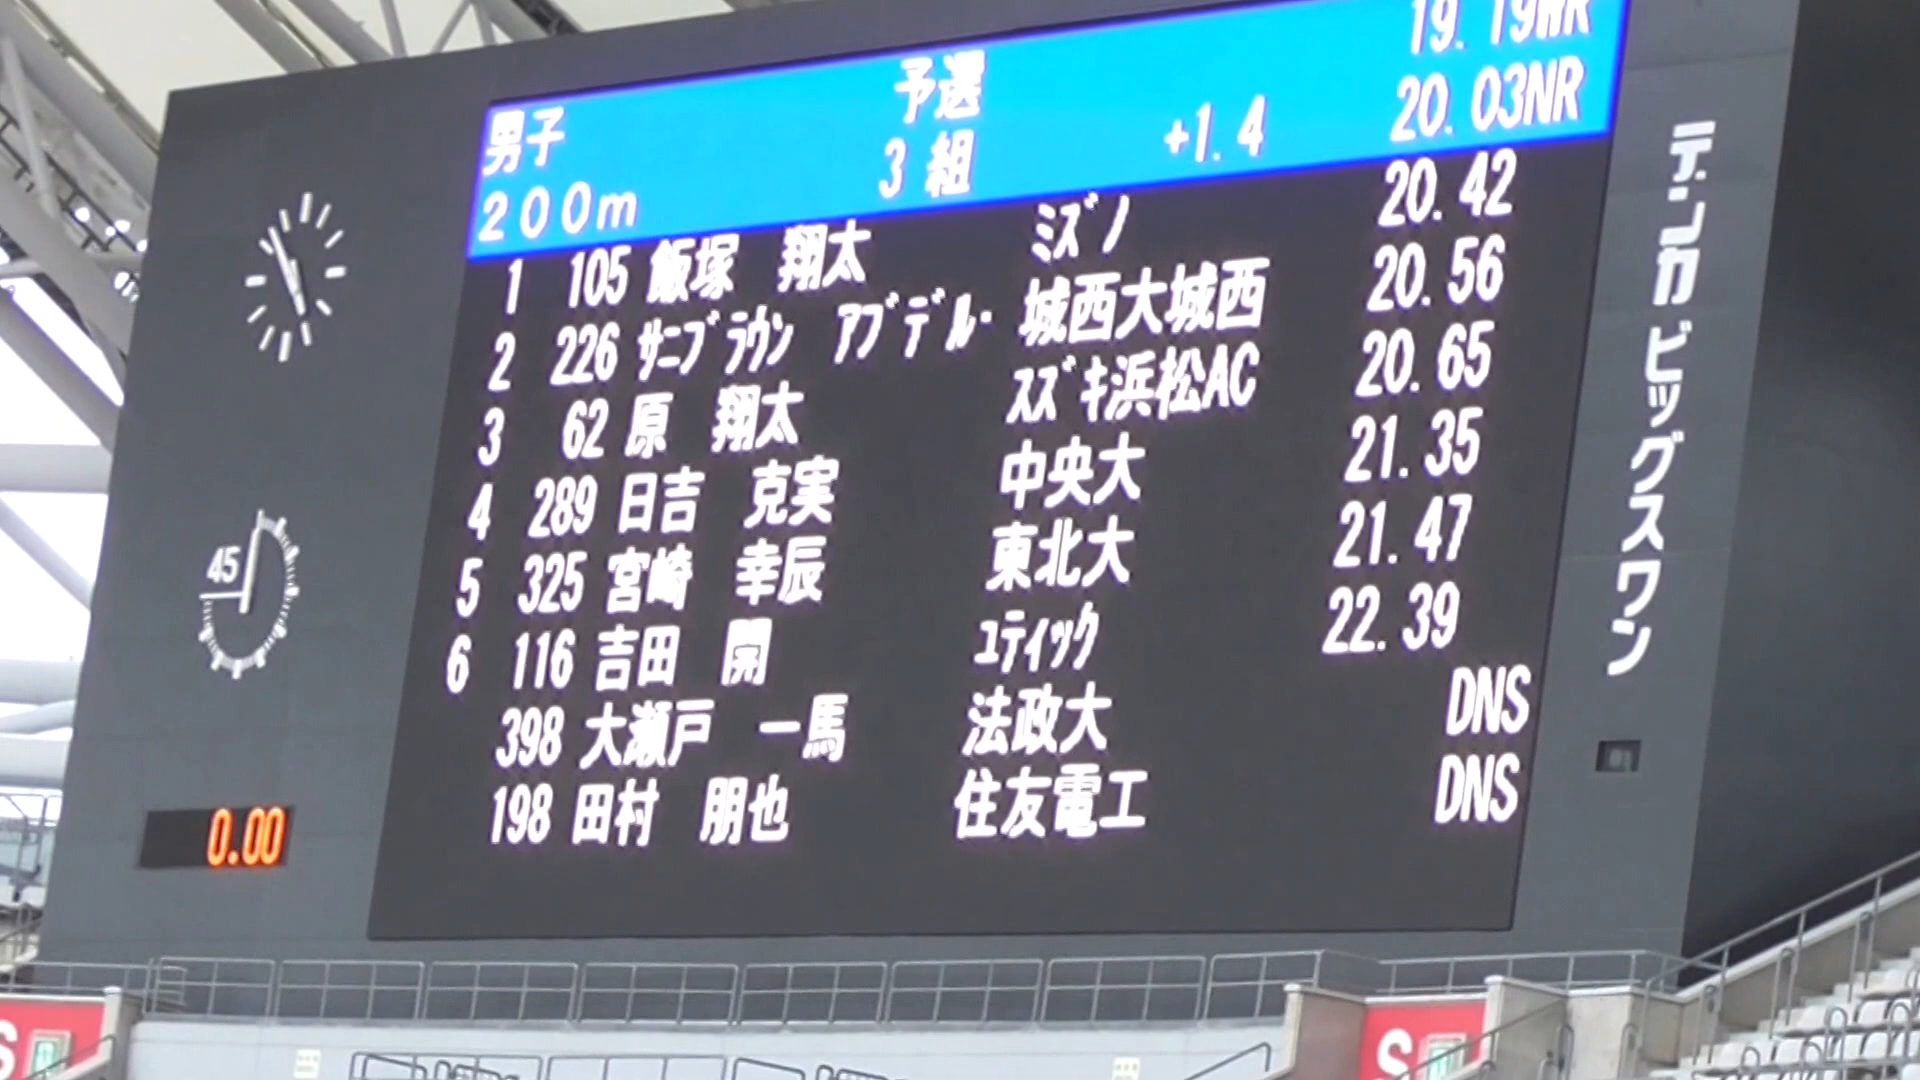 19.19WR
男子 予選 20.03NR
200m 3組 +1.4
1 105 飯塚 翔太 ミズノ 20.42
2 226 サニブラウン アブデル・ 城西大城西 20.56
3 62 原 翔太 スズキ浜松AC 20.65
4 289 日吉 克実 中央大 21.35
5 325 宮崎 幸辰 東北大 21.47
6 116 吉田 開 ユティック 22.39
398 大瀬戸 一馬 法政大 DNS
198 田村 朋也 住友電工 DNS
デンカビッグスワン
45
0.00
S
S